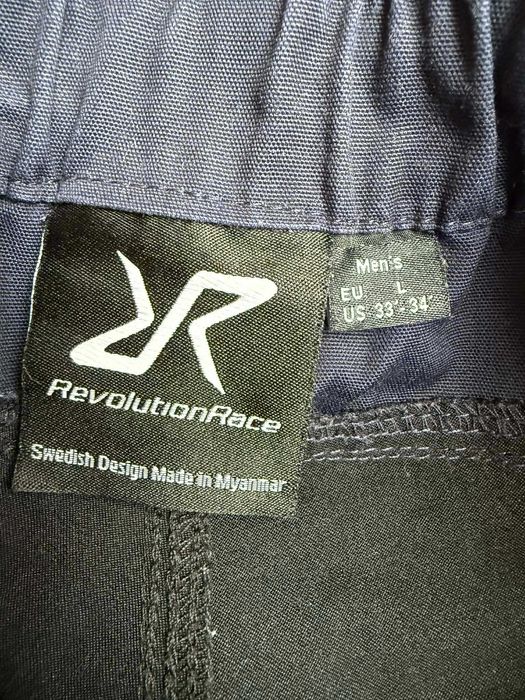 RevolutionRace
Swedish Design Made in Myanmar
Men's
EU L
US 33"- 34"